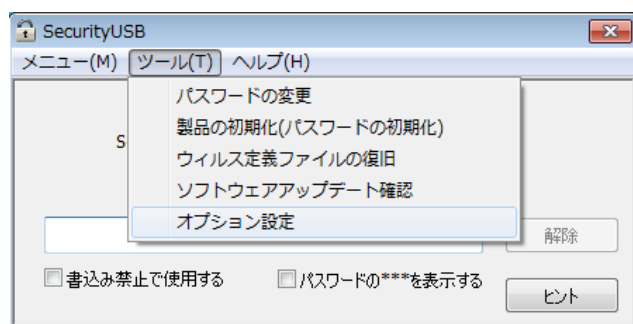 SecurityUSB
メニュー(M) ツール(T) ヘルプ(H)
パスワードの変更
製品の初期化(パスワードの初期化)
S
ウィルス定義ファイルの復旧
ソフトウェアアップデート確認
オプション設定
解除
書込み禁止で使用する パスワードの***を表示する
ヒント